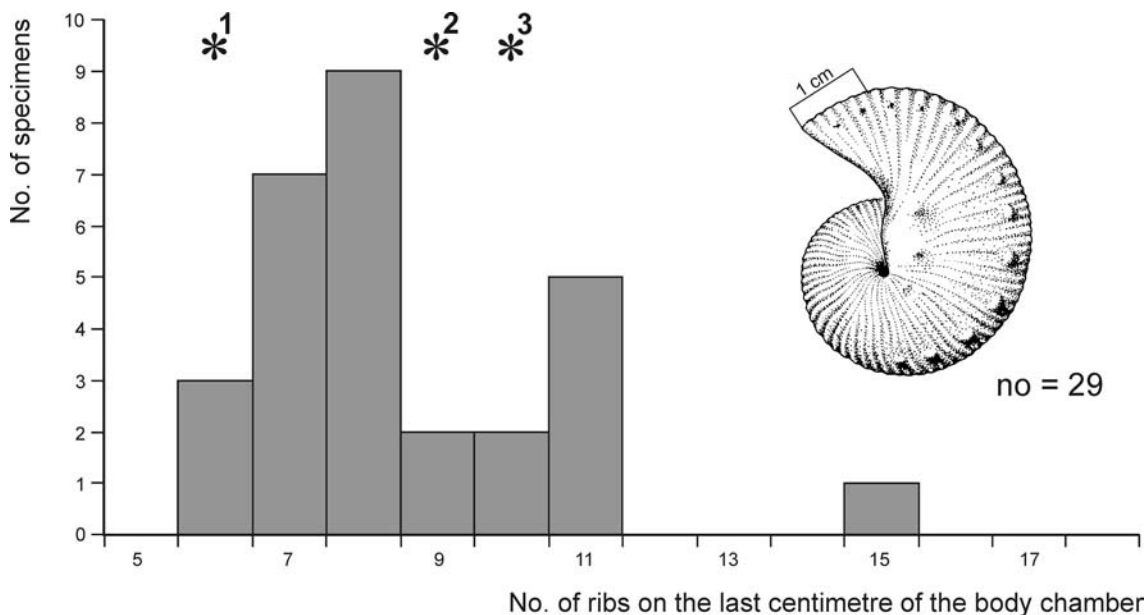 No. of specimens
10
9
8
7
6
5
4
3
2
1
0
*1 *2 *3
1 cm
no = 29
5 7 9 11 13 15 17
No. of ribs on the last centimetre of the body chamber